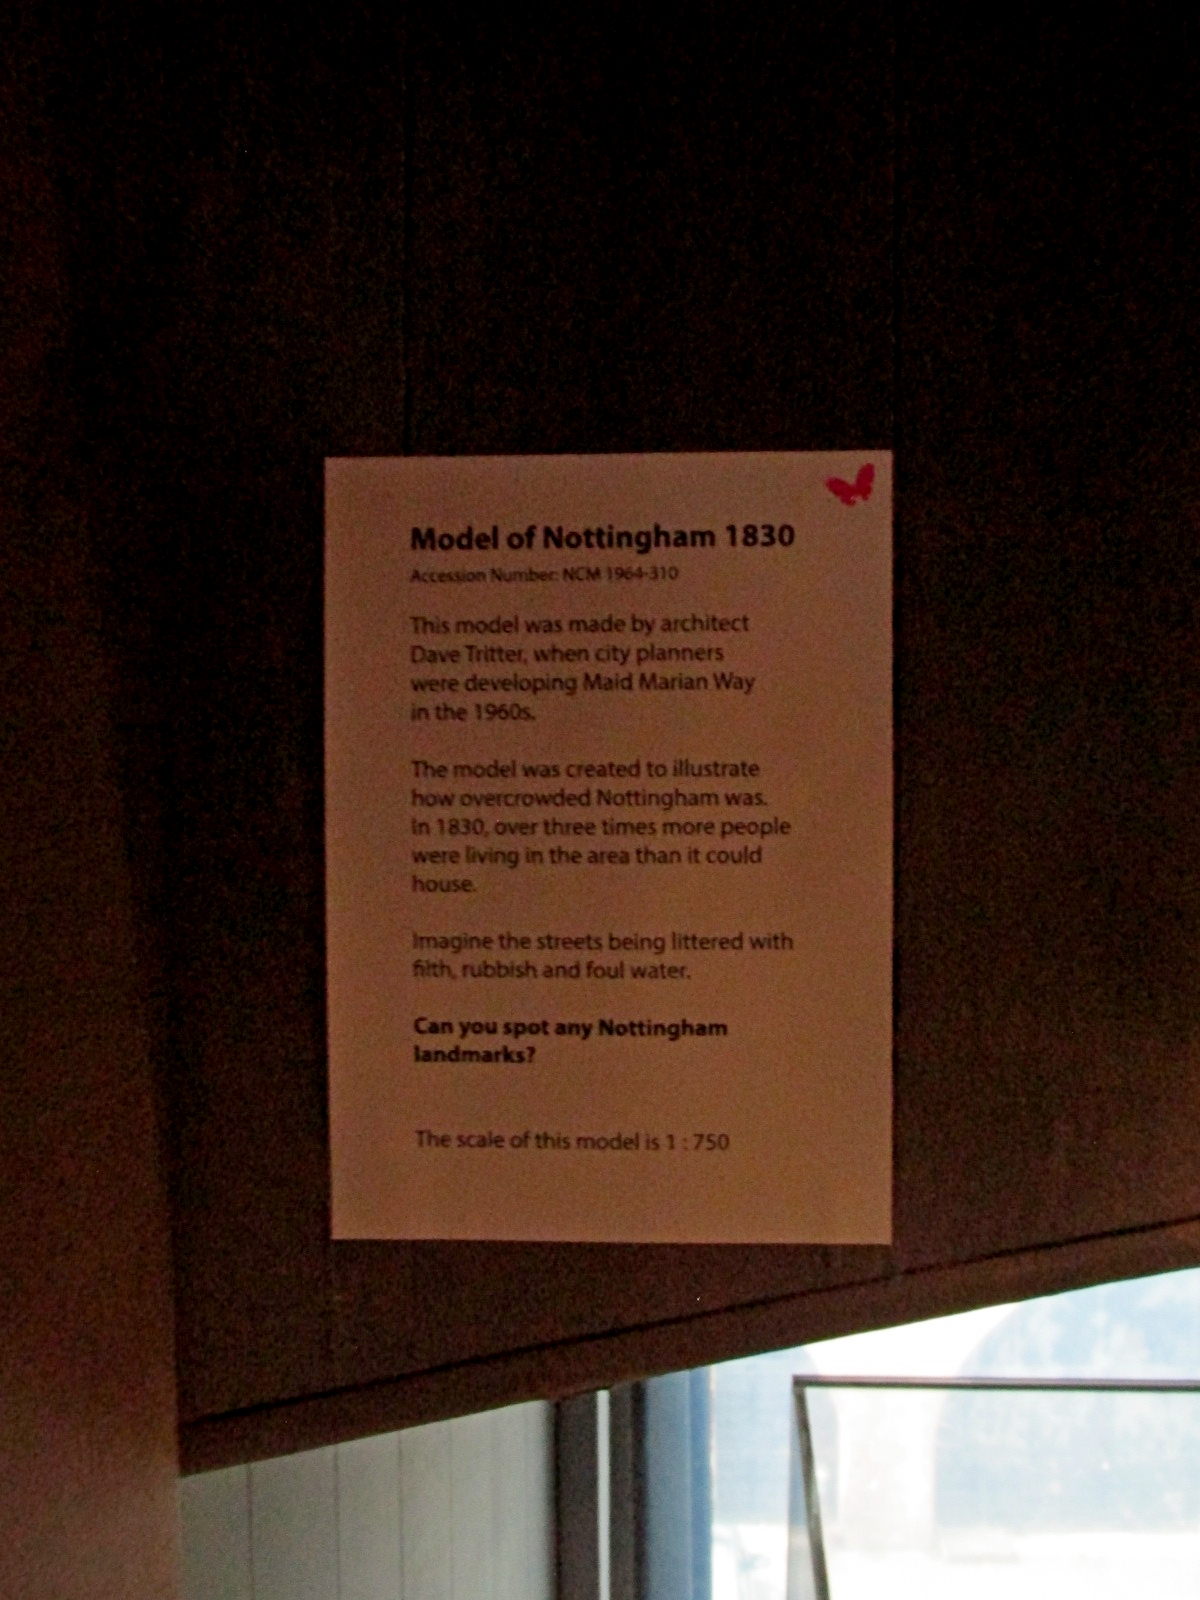 Model of Nottingham 1830
Accession Number: NCM 1964-310
This model was made by architect
Dave Tritter, when city planners
were developing Maid Marian Way
in the 1960s.
The model was created to illustrate
how overcrowded Nottingham was.
In 1830, over three times more people
were living in the area than it could
house.
Imagine the streets being littered with
filth, rubbish and foul water.
Can you spot any Nottingham
landmarks?
The scale of this model is 1 : 750